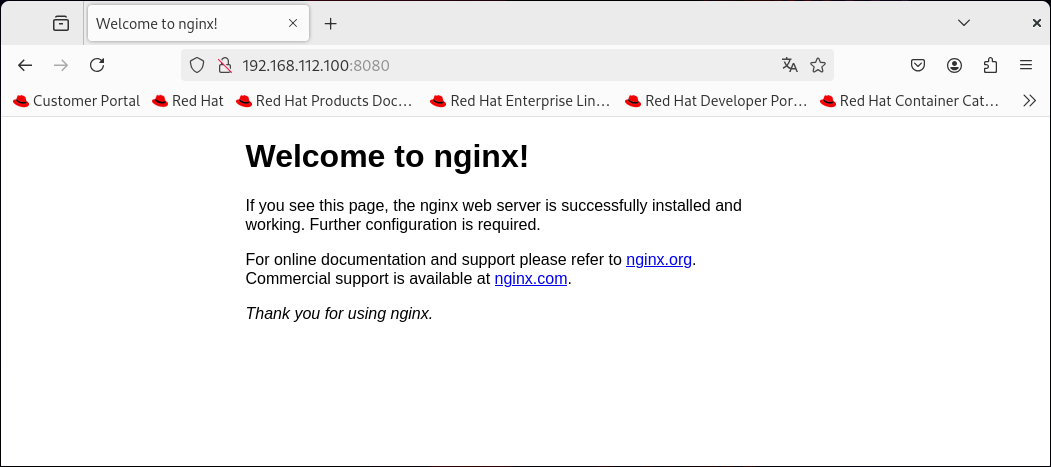 Welcome to nginx!
192.168.112.100:8080
Customer Portal Red Hat Red Hat Products Doc… Red Hat Enterprise Lin… Red Hat Developer Por… Red Hat Container Cat…
Welcome to nginx!
If you see this page, the nginx web server is successfully installed and
working. Further configuration is required.
For online documentation and support please refer to nginx.org.
Commercial support is available at nginx.com.
Thank you for using nginx.